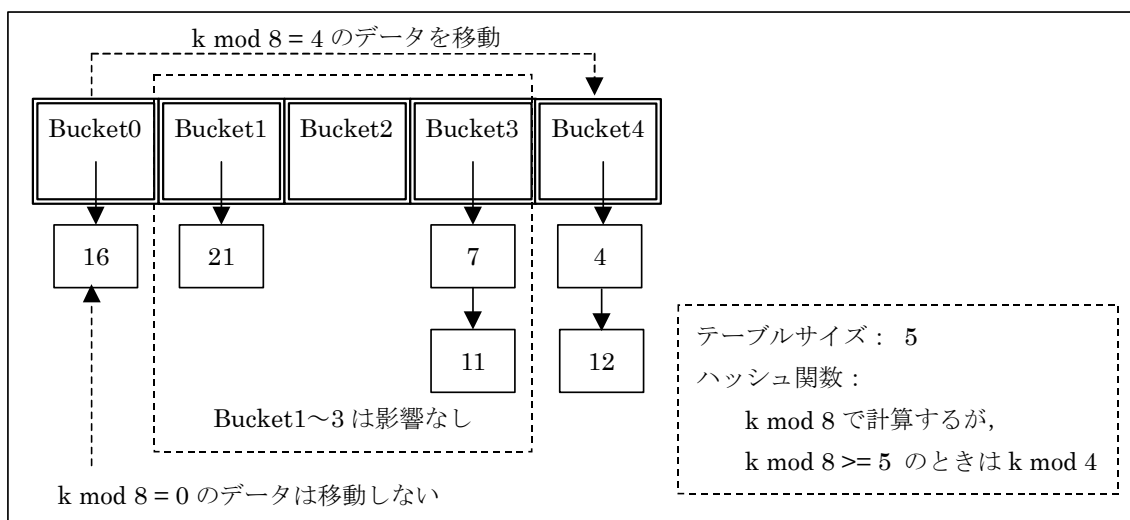 k mod 8 = 4 のデータを移動
Bucket0 Bucket1 Bucket2 Bucket3 Bucket4
16 21 7 4
11 12
Bucket1～3 は影響なし
k mod 8 = 0 のデータは移動しない
テーブルサイズ： 5
ハッシュ関数：
k mod 8 で計算するが，
k mod 8 >= 5 のときは k mod 4